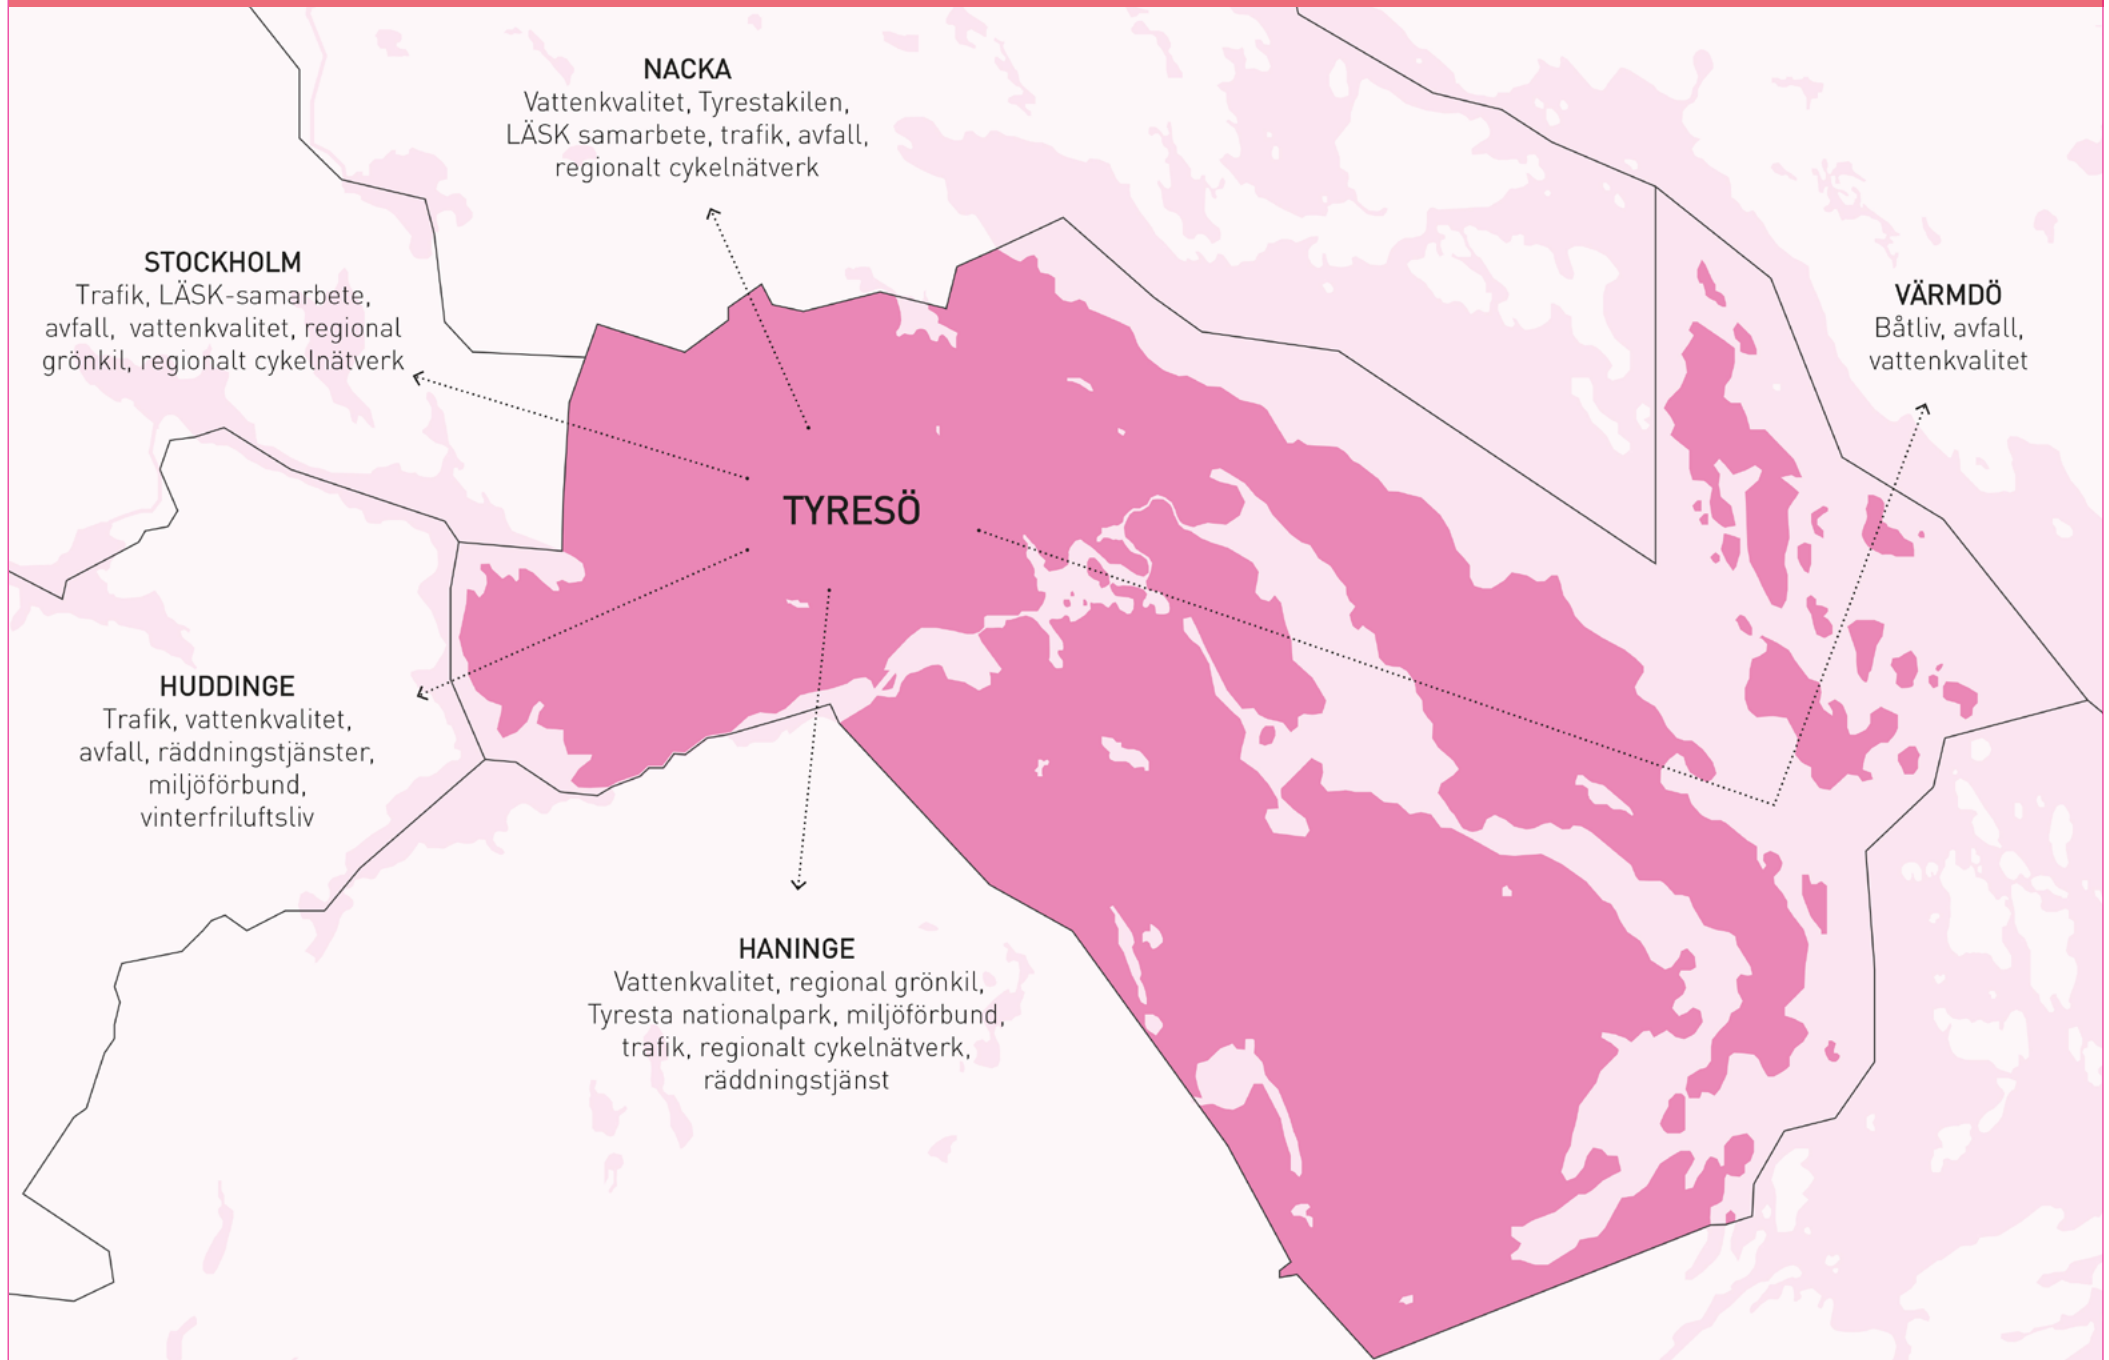 NACKA
Vattenkvalitet, Tyrestakilen,
LÄSK samarbete, trafik, avfall,
regionalt cykelnätverk
STOCKHOLM
Trafik, LÄSK-samarbete,
avfall, vattenkvalitet, regional
grönkil, regionalt cykelnätverk
VÄRMDÖ
Båtliv, avfall,
vattenkvalitet
TYRESÖ
HUDDINGE
Trafik, vattenkvalitet,
avfall, räddningstjänster,
miljöförbund,
vinterfriluftsliv
HANINGE
Vattenkvalitet, regional grönkil,
Tyresta nationalpark, miljöförbund,
trafik, regionalt cykelnätverk,
räddningstjänst